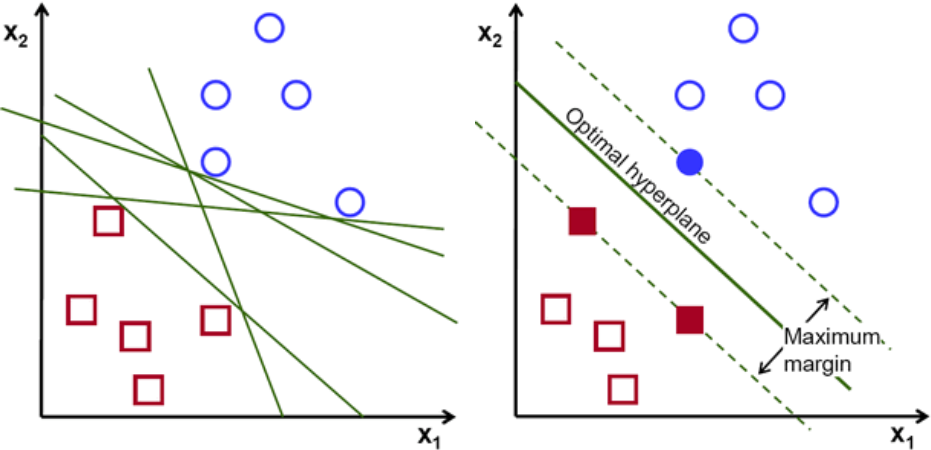 x₂
x₁
x₂
Optimal hyperplane
Maximum
margin
x₁